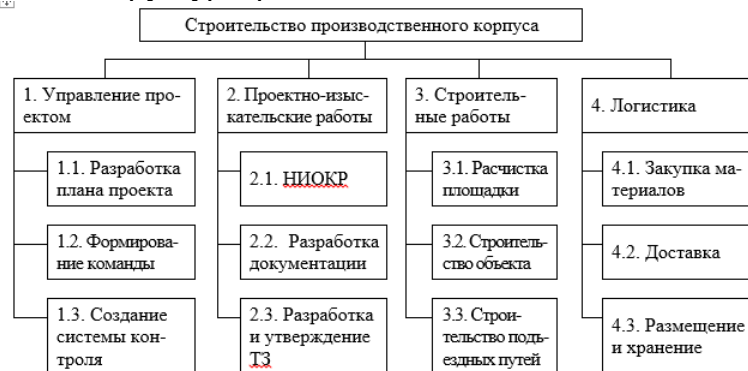 Строительство производственного корпуса
1. Управление про-
ектом
2. Проектно-изыс-
кательские работы
3. Строитель-
ные работы
4. Логистика
1.1. Разработка
плана проекта
2.1. НИОКР
3.1. Расчистка
площадки
4.1. Закупка ма-
териалов
1.2. Формирова-
ние команды
2.2. Разработка
документации
3.2. Строитель-
ство объекта
4.2. Доставка
1.3. Создание
системы кон-
троля
2.3. Разработка
и утверждение
ТЗ
3.3. Строи-
тельство подъ-
ездных путей
4.3. Размещение
и хранение